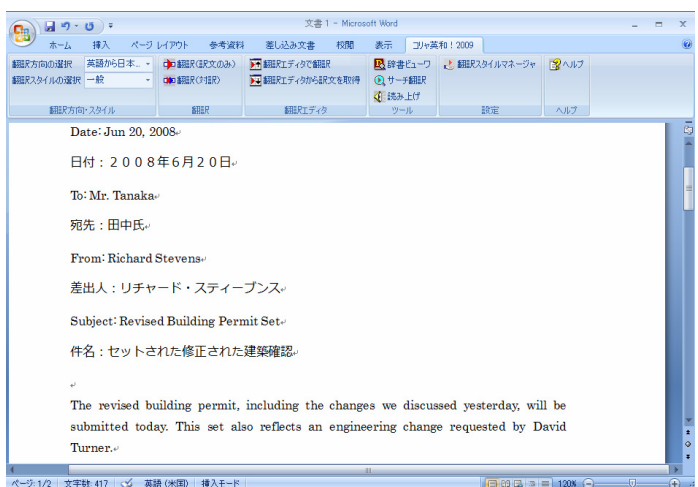 文書 1 - Microsoft Word
ホーム 挿入 ページ レイアウト 参考資料 差し込み文書 校閲 表示 コリャ英和！2009
翻訳方向の選択 英語から日本... 翻訳(訳文のみ) 翻訳エディタで翻訳 辞書ビューワ 翻訳スタイルマネージャ ヘルプ
翻訳スタイルの選択 一般 翻訳(対訳) 翻訳エディタから訳文を取得 サーチ翻訳
読み上げ
翻訳方向・スタイル 翻訳 翻訳エディタ ツール 設定 ヘルプ
Date: Jun 20, 2008
日付：２００８年６月２０日
To: Mr. Tanaka
宛先：田中氏
From: Richard Stevens
差出人：リチャード・スティーブンス
Subject: Revised Building Permit Set
件名：セットされた修正された建築確認
The revised building permit, including the changes we discussed yesterday, will be
submitted today. This set also reflects an engineering change requested by David
Turner.
ページ: 1/2 文字数: 417 英語 (米国) 挿入モード 120%